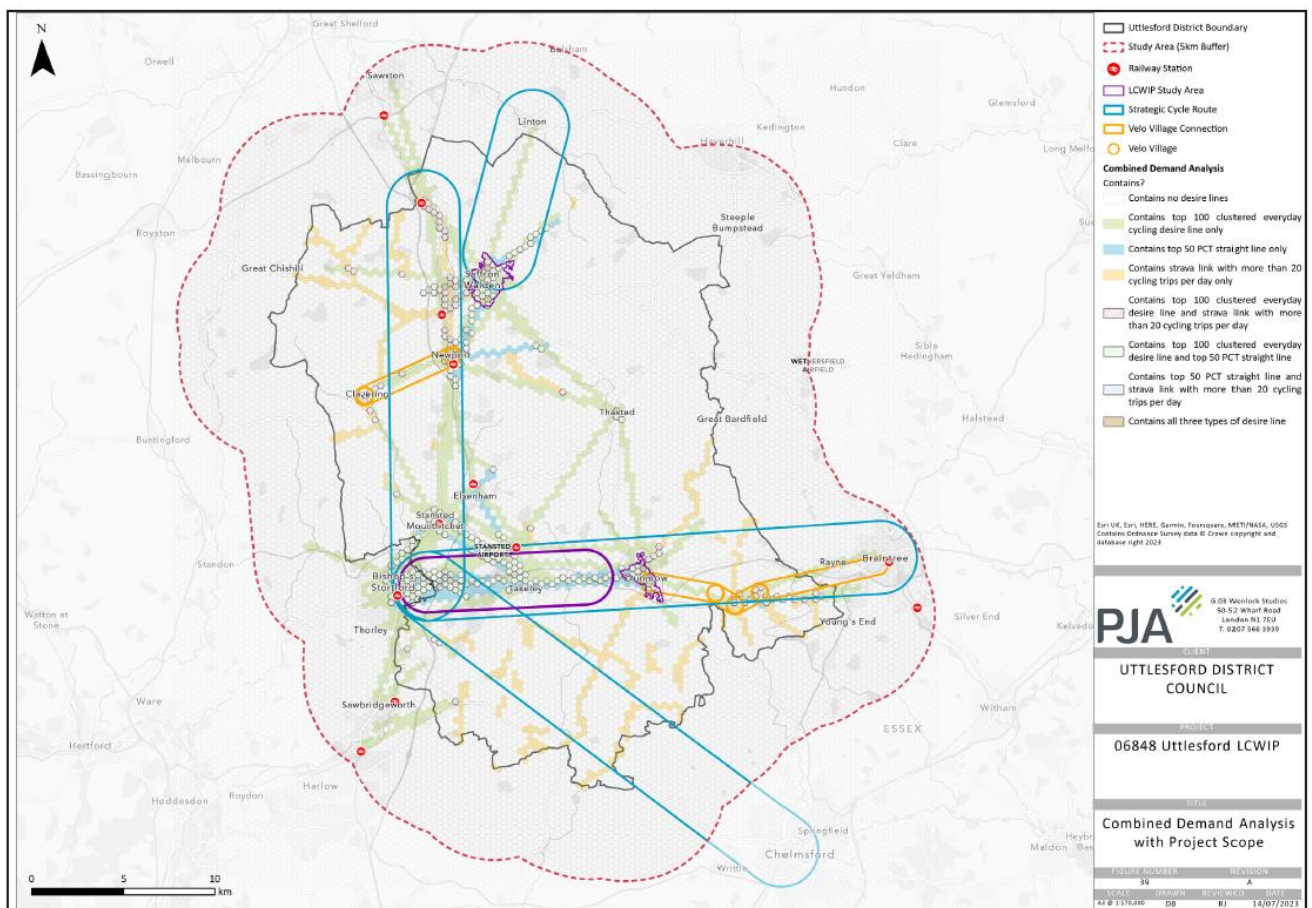 N
Great Shelford
Balsham
Orwell
Sawston
Hundon
Glemsford
Linton
Kedington
Haverhill
Clare
Long Melfo
Melbourn
Bassingbourn
Steeple
Bumpstead
Royston
Great Chishill
Saffron
Walden
Great Yeldham
Newport
Sible
Hedingham
WETHERSFIELD
AIRFIELD
Clavering
Thaxted
Great Bardfield
Halstead
Buntingford
Elsenham
Stansted
Mountfitchet
STANSTED
AIRPORT
Standon
Bishop's
Stortford
Takeley
Dunmow
Rayne
Braintree
Watton at
Stone
Thorley
Young's End
Silver End
Kelvedo
Sawbridgeworth
Ware
Witham
ESSEX
Hertford
Harlow
Roydon
Hoddesdon
Springfield
Chelmsford
Writtle
Heybr
Maldon
Bas
0
5
10
km
Uttlesford District Boundary
Study Area (5km Buffer)
Railway Station
LCWIP Study Area
Strategic Cycle Route
Velo Village Connection
Velo Village
Combined Demand Analysis
Contains?
Contains no desire lines
Contains top 100 clustered everyday
cycling desire line only
Contains top 50 PCT straight line only
Contains strava link with more than 20
cycling trips per day only
Contains top 100 clustered everyday
desire line and strava link with more
than 20 cycling trips per day
Contains top 100 clustered everyday
desire line and top 50 PCT straight line
Contains top 50 PCT straight line and
strava link with more than 20 cycling
trips per day
Contains all three types of desire line
Esri UK, Esri, HERE, Garmin, Foursquare, METI/NASA, USGS
Contains Ordnance Survey data © Crown copyright and
database right 2023
PJA
G.03 Wenlock Studios
50-52 Wharf Road
London N1 7EU
T. 0207 566 3939
CLIENT
UTTLESFORD DISTRICT
COUNCIL
PROJECT
06848 Uttlesford LCWIP
TITLE
Combined Demand Analysis
with Project Scope
FIGURE NUMBER REVISION
39 A
SCALE DRAWN REVIEWED DATE
A3 @ 1:170,000 DB RJ 14/07/2023